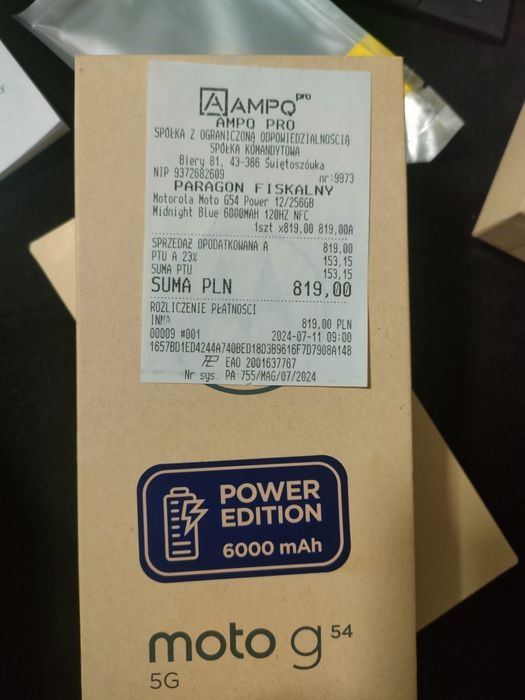 AAMPQ pro
AMPQ PRO
SPÓŁKA Z OGRANICZONĄ ODPOWIEDZIALNOŚCIĄ
SPÓŁKA KOMANDYTOWA
Biery 81, 43-386 Świętoszówka
NIP 9372682609 nr:9973
PARAGON FISKALNY
Motorola Moto G54 Power 12/256GB
Midnight Blue 6000MAH 120HZ NFC
1szt x819,00 819,00A
SPRZEDAŻ OPODATKOWANA A 819,00
PTU A 23% 153,15
SUMA PTU 153,15
SUMA PLN 819,00
ROZLICZENIE PŁATNOŚCI
INNA 819,00 PLN
00009 #001 2024-07-11 09:00
1657BD1ED4244A740BED18D3B9616F7D7908A148
EAO 2001637767
Nr sys. PA 755/MAG/07/2024
POWER
EDITION
6000 mAh
moto g 54
5G